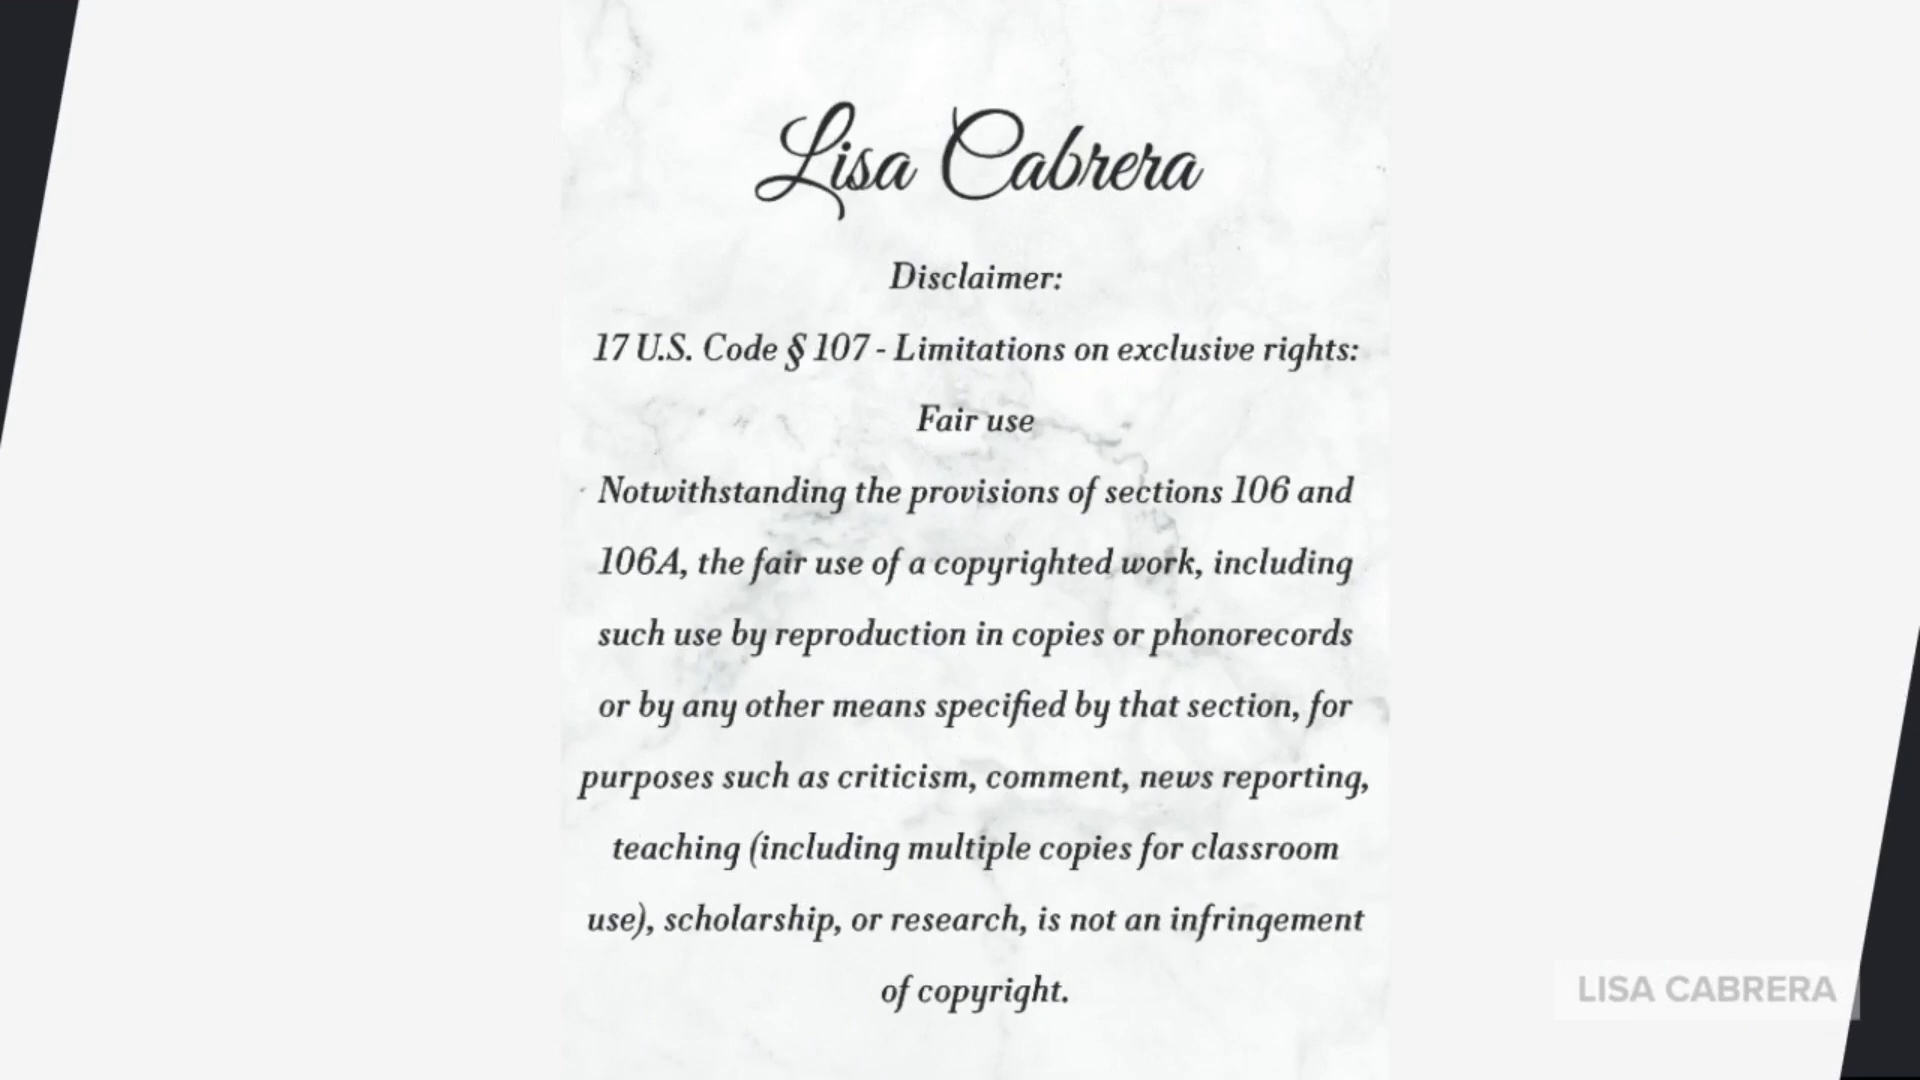 Lisa Cabrera
Disclaimer:
17 U.S. Code § 107 - Limitations on exclusive rights:
Fair use
Notwithstanding the provisions of sections 106 and
106A, the fair use of a copyrighted work, including
such use by reproduction in copies or phonorecords
or by any other means specified by that section, for
purposes such as criticism, comment, news reporting,
teaching (including multiple copies for classroom
use), scholarship, or research, is not an infringement
of copyright.
LISA CABRERA